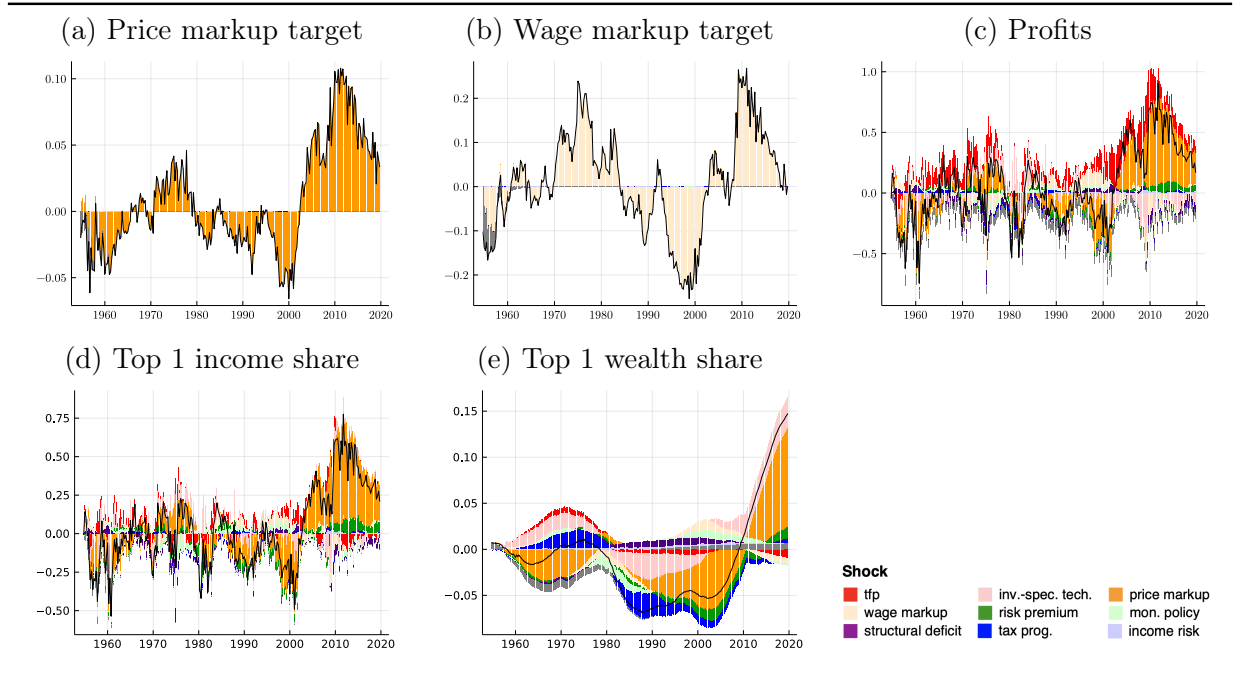 (a) Price markup target
(b) Wage markup target
(c) Profits
0.10
0.05
0.00
−0.05
1960 1970 1980 1990 2000 2010 2020
0.2
0.1
0.0
−0.1
−0.2
1960 1970 1980 1990 2000 2010 2020
1.0
0.5
0.0
−0.5
1960 1970 1980 1990 2000 2010 2020
(d) Top 1 income share
(e) Top 1 wealth share
0.75
0.50
0.25
0.00
−0.25
−0.50
1960 1970 1980 1990 2000 2010 2020
0.15
0.10
0.05
0.00
−0.05
1960 1970 1980 1990 2000 2010 2020
Shock
tfp inv.-spec. tech. price markup
wage markup risk premium mon. policy
structural deficit tax prog. income risk